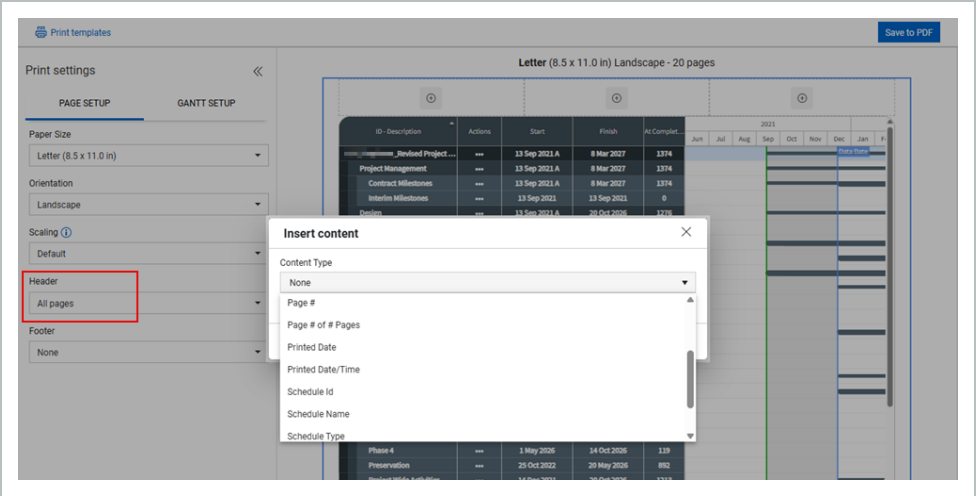 Print templates
Save to PDF
Print settings
PAGE SETUP
GANTT SETUP
Paper Size
Letter (8.5 x 11.0 in)
Orientation
Landscape
Scaling
Default
Header
All pages
Footer
None
Letter (8.5 x 11.0 in) Landscape - 20 pages
ID - Description Actions Start Finish At Complet...
2021
Jun Jul Aug Sep Oct Nov Dec Jan
Data Date
_Revised Project ... ••• 13 Sep 2021 A 8 Mar 2027 1374
Project Management ••• 13 Sep 2021 A 8 Mar 2027 1374
Contract Milestones ••• 13 Sep 2021 A 8 Mar 2027 1374
Interim Milestones ••• 13 Sep 2021 13 Sep 2021 0
Design ••• 13 Sep 2021 A 20 Oct 2026 1276
Insert content
Content Type
None
Page #
Page # of # Pages
Printed Date
Printed Date/Time
Schedule Id
Schedule Name
Schedule Type
Phase 4 ••• 1 May 2026 14 Oct 2026 119
Preservation ••• 25 Oct 2022 20 May 2026 892
Project Wide Activities